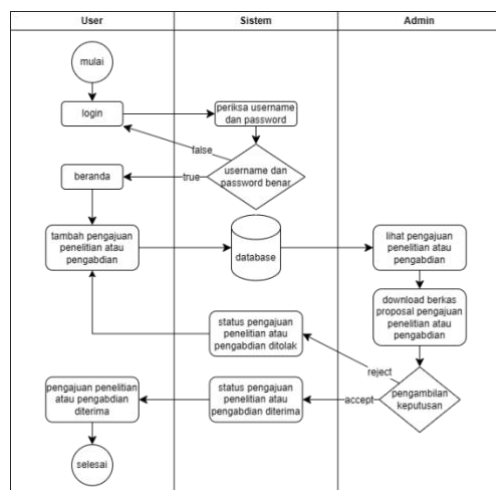 User
Sistem
Admin
mulai
login
periksa username
dan password
false
username dan
password benar
true
beranda
tambah pengajuan
penelitian atau
pengabdian
database
lihat pengajuan
penelitian atau
pengabdian
download berkas
proposal pengajuan
penelitian atau
pengabdian
status pengajuan
penelitian atau
pengabdian ditolak
reject
pengambilan
keputusan
accept
status pengajuan
penelitian atau
pengabdian diterima
pengajuan penelitian
atau pengabdian
diterima
selesai